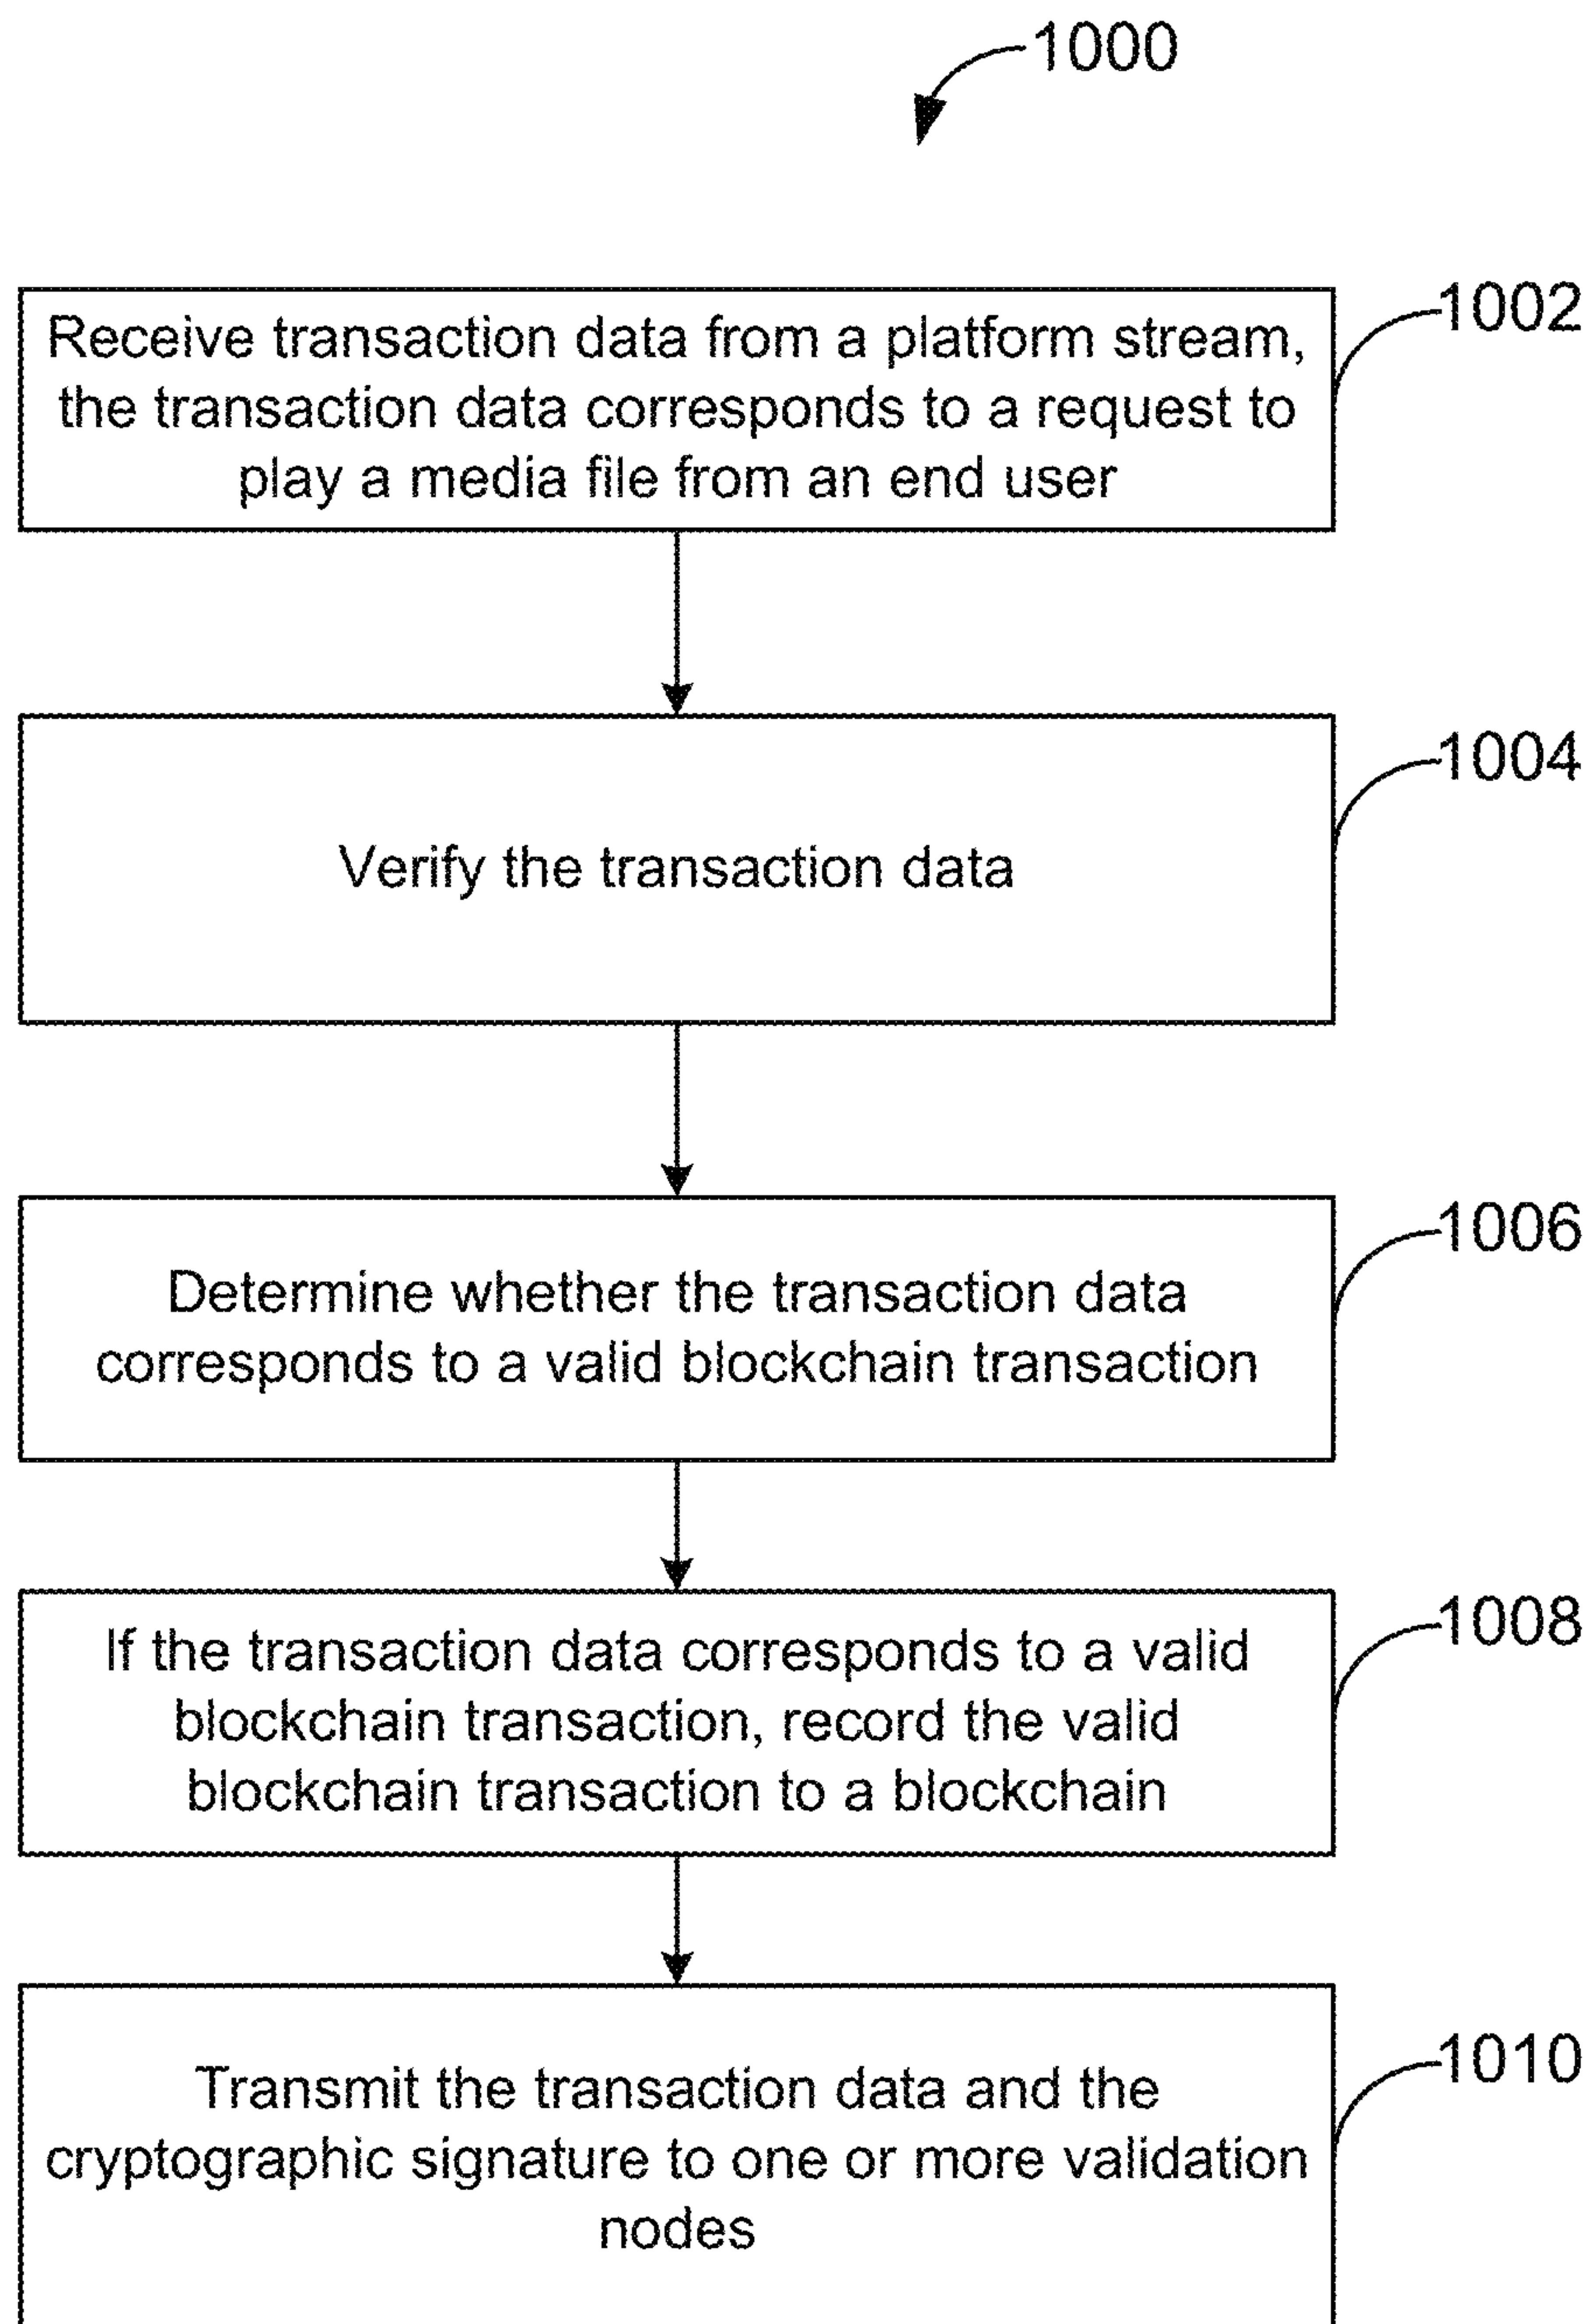 1000
Receive transaction data from a platform stream,
the transaction data corresponds to a request to
play a media file from an end user
1002
Verify the transaction data
1004
Determine whether the transaction data
corresponds to a valid blockchain transaction
1006
If the transaction data corresponds to a valid
blockchain transaction, record the valid
blockchain transaction to a blockchain
1008
Transmit the transaction data and the
cryptographic signature to one or more validation
nodes
1010